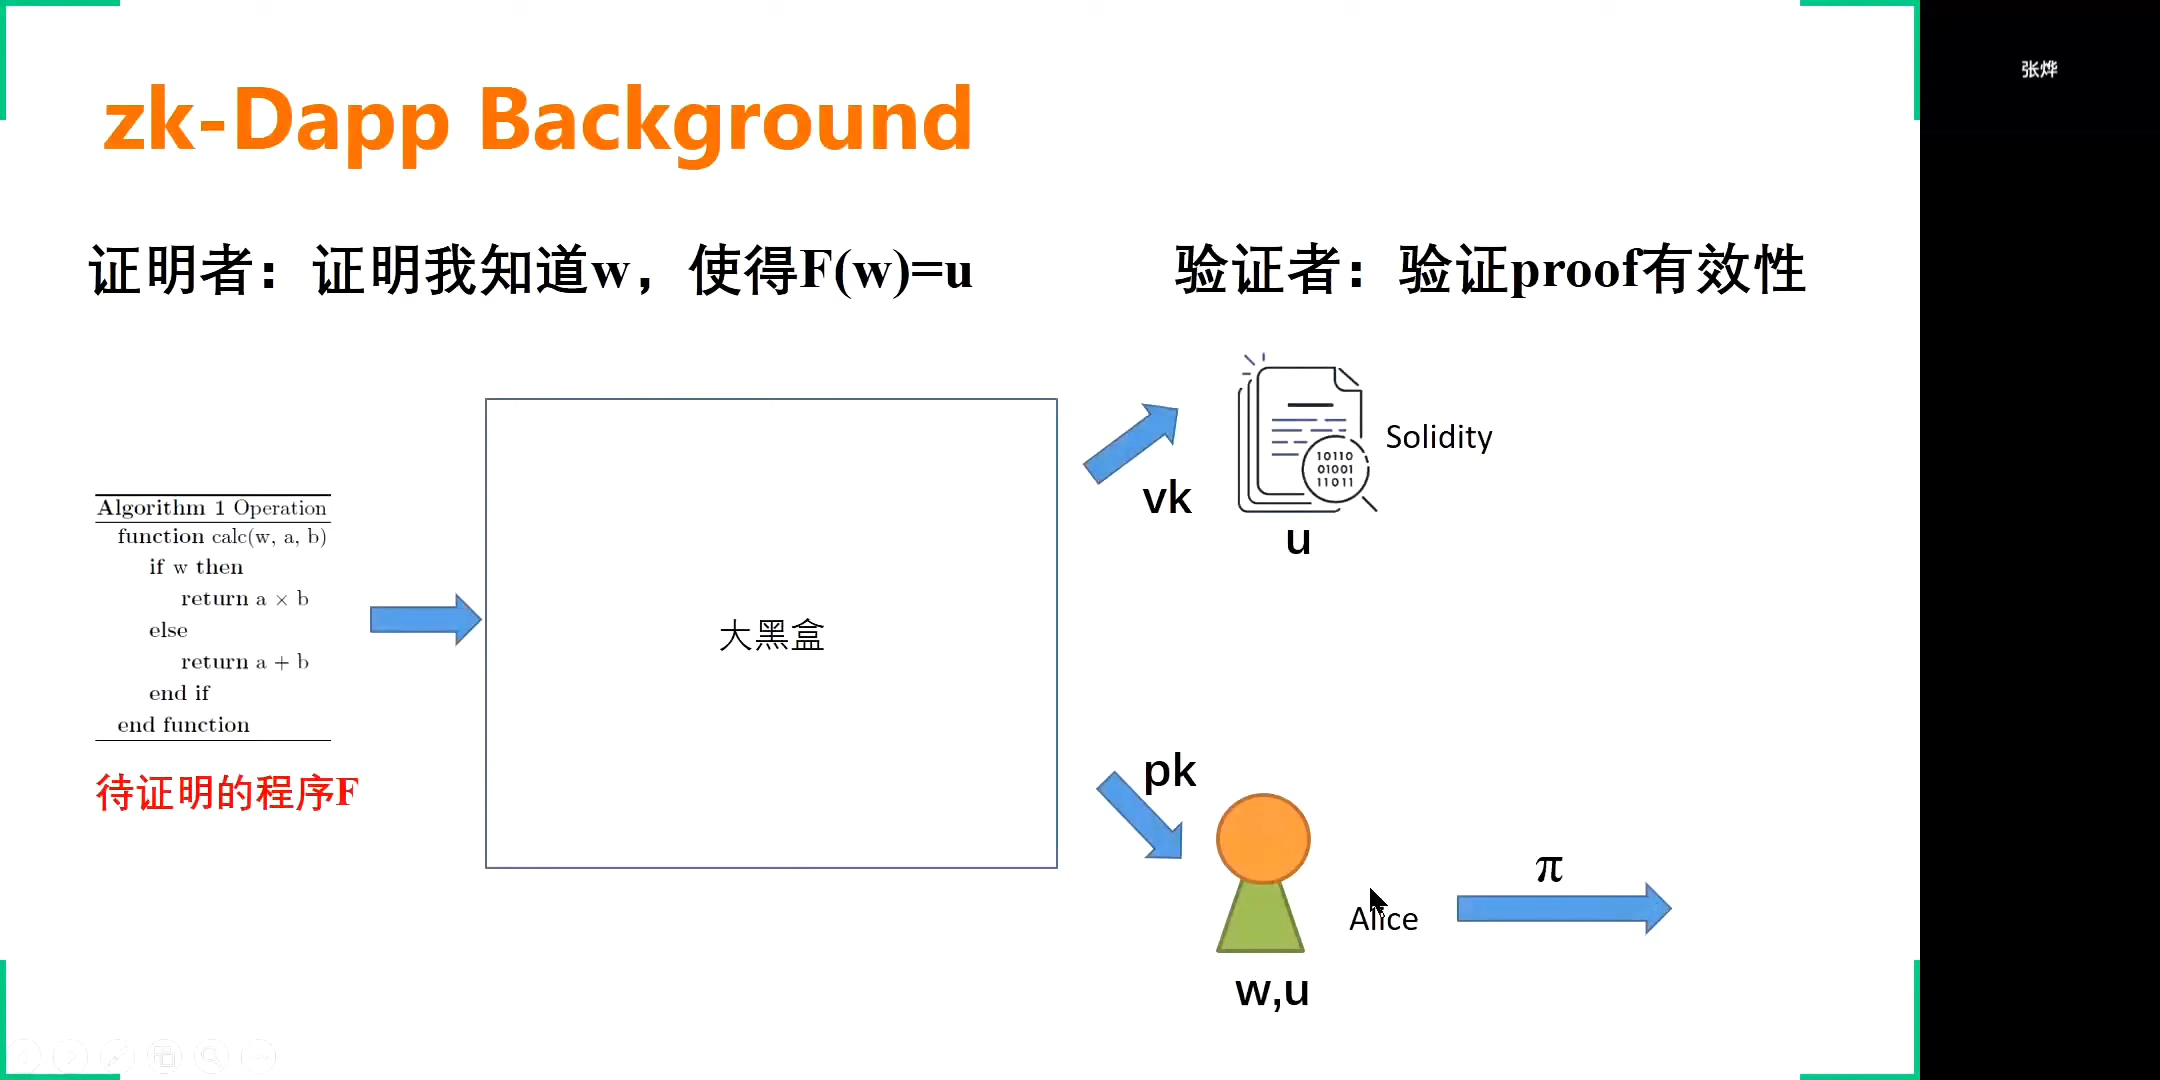 zk-Dapp Background
张烨
证明者：证明我知道w，使得F(w)=u
验证者：验证proof有效性
Algorithm 1 Operation
function calc(w, a, b)
if w then
return a × b
else
return a + b
end if
end function
待证明的程序F
大黑盒
vk
10110
01001
11011
Solidity
u
pk
Alice
π
w,u